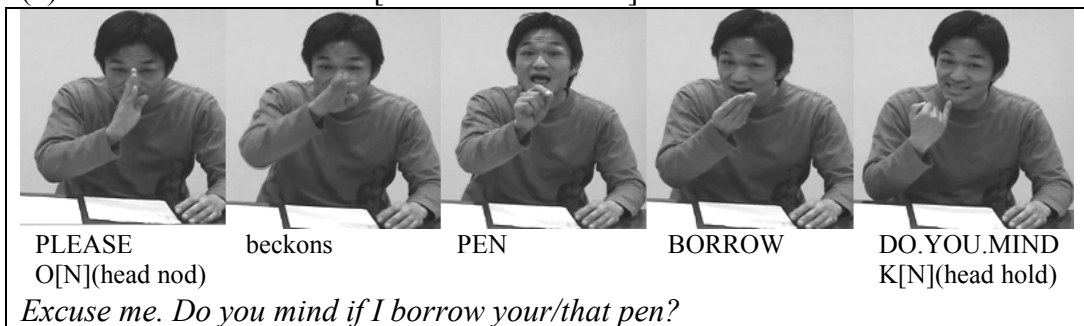 PLEASE beckons PEN BORROW DO.YOU.MIND
O[N](head nod) K[N](head hold)
Excuse me. Do you mind if I borrow your/that pen?